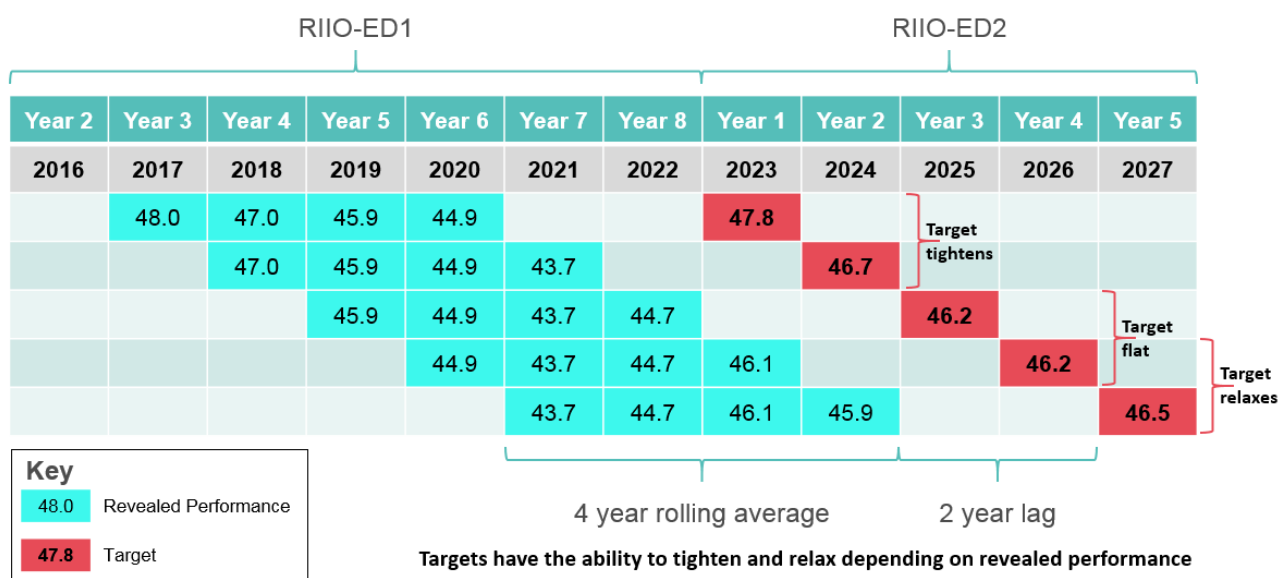 RIIO-ED1 RIIO-ED2
Year 2 Year 3 Year 4 Year 5 Year 6 Year 7 Year 8 Year 1 Year 2 Year 3 Year 4 Year 5
2016 2017 2018 2019 2020 2021 2022 2023 2024 2025 2026 2027
48.0 47.0 45.9 44.9 47.8
Target
tightens
47.0 45.9 44.9 43.7 46.7
45.9 44.9 43.7 44.7 46.2
Target
flat
44.9 43.7 44.7 46.1 46.2
Target
relaxes
43.7 44.7 46.1 45.9 46.5
Key
48.0 Revealed Performance
47.8 Target
4 year rolling average 2 year lag
Targets have the ability to tighten and relax depending on revealed performance